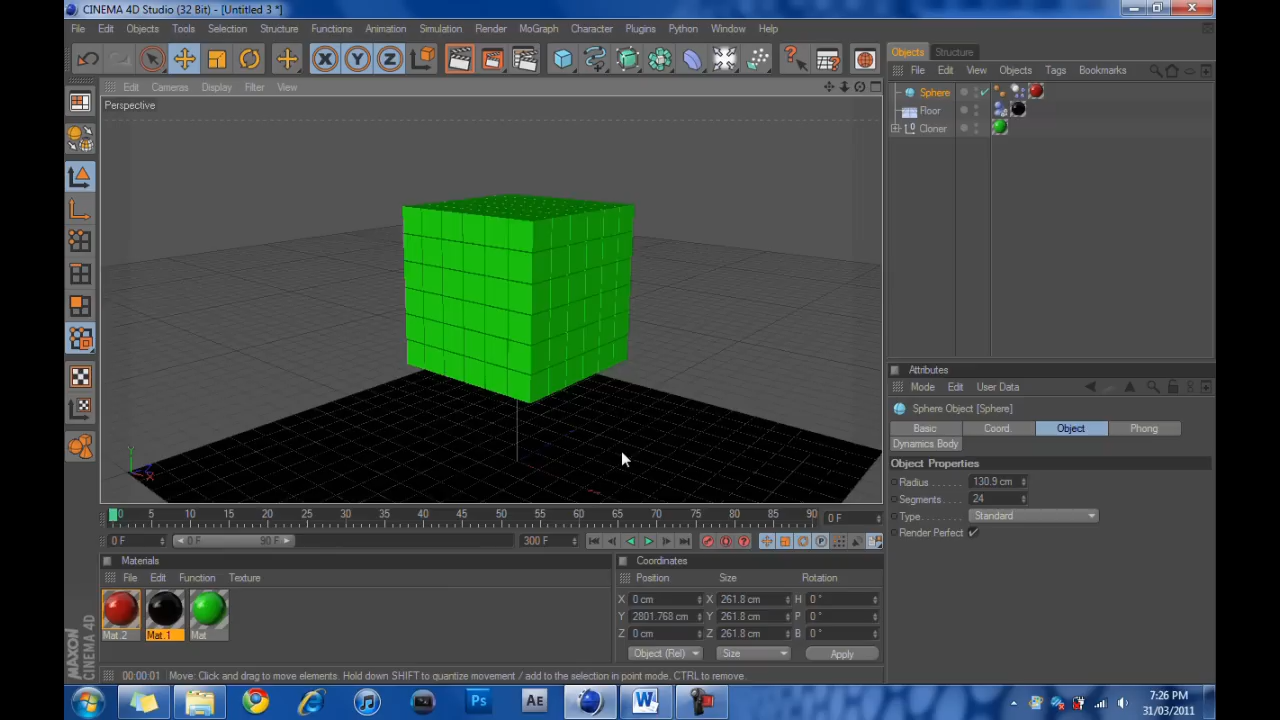 CINEMA 4D Studio (32 Bit) - [Untitled 3 *]
File Edit Objects Tools Selection Structure Functions Animation Simulation Render MoGraph Character Plugins Python Window Help
Objects Structure
File Edit View Objects Tags Bookmarks
Edit Cameras Display Filter View
Perspective
Sphere
Floor
Cloner
Attributes
Mode Edit User Data
Sphere Object [Sphere]
Basic Coord. Object Phong
Dynamics Body
Object Properties
Radius 130.9 cm
Segments 24
Type Standard
Render Perfect
0 5 10 15 20 25 30 35 40 45 50 55 60 65 70 75 80 85 90 0 F
0 F 0 F 90 F 300 F
Materials
File Edit Function Texture
Mat.2 Mat.1 Mat
Coordinates
Position Size Rotation
X 0 cm X 261.8 cm H 0 °
Y 2801.768 cm Y 261.8 cm P 0 °
Z 0 cm Z 261.8 cm B 0 °
Object (Rel) Size Apply
MAXON CINEMA 4D
00:00:01 Move: Click and drag to move elements. Hold down SHIFT to quantize movement / add to the selection in point mode, CTRL to remove.
Ps AE W
7:26 PM
31/03/2011